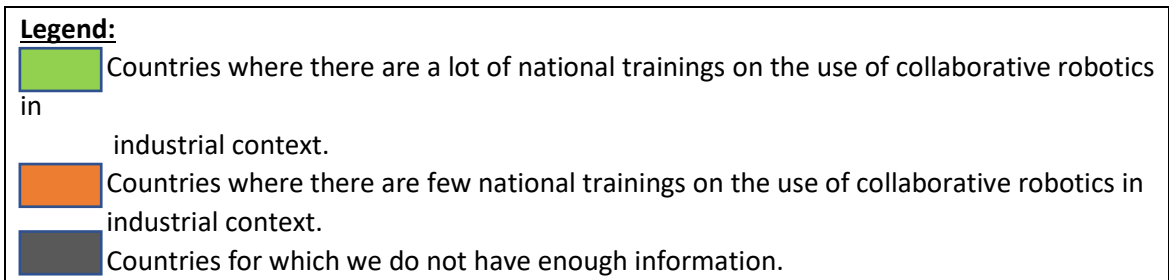 Legend:
Countries where there are a lot of national trainings on the use of collaborative robotics
in
industrial context.
Countries where there are few national trainings on the use of collaborative robotics in
industrial context.
Countries for which we do not have enough information.